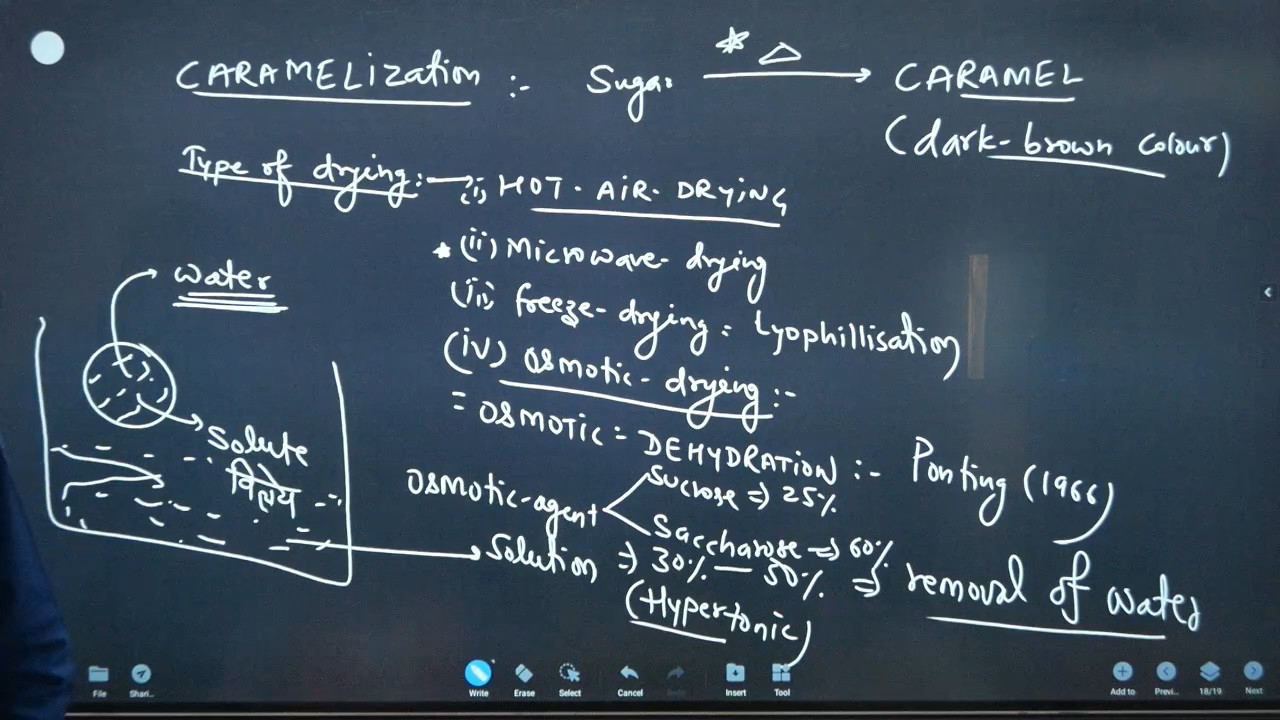 CARAMELization :- Sugar * △ → CARAMEL
(dark-brown colour)
Type of drying:- → (i) HOT-AIR-DRYING
* (ii) Microwave-drying
(iii) freeze-drying = Lyophillisation
(iv) Osmotic-drying :-
= OSMOTIC = DEHYDRATION :- Ponting (1966)
Osmotic-agent
Sucrose ⇒ 25%
Saccharose ⇒ 60%
Solution ⇒ 30% — 50% ⇒ removal of water
(Hypertonic)
water
Solute
विलेय
File
Shari..
Write
Erase
Select
Cancel
Redo
Insert
Tool
Add to
Previ..
18/19
Next